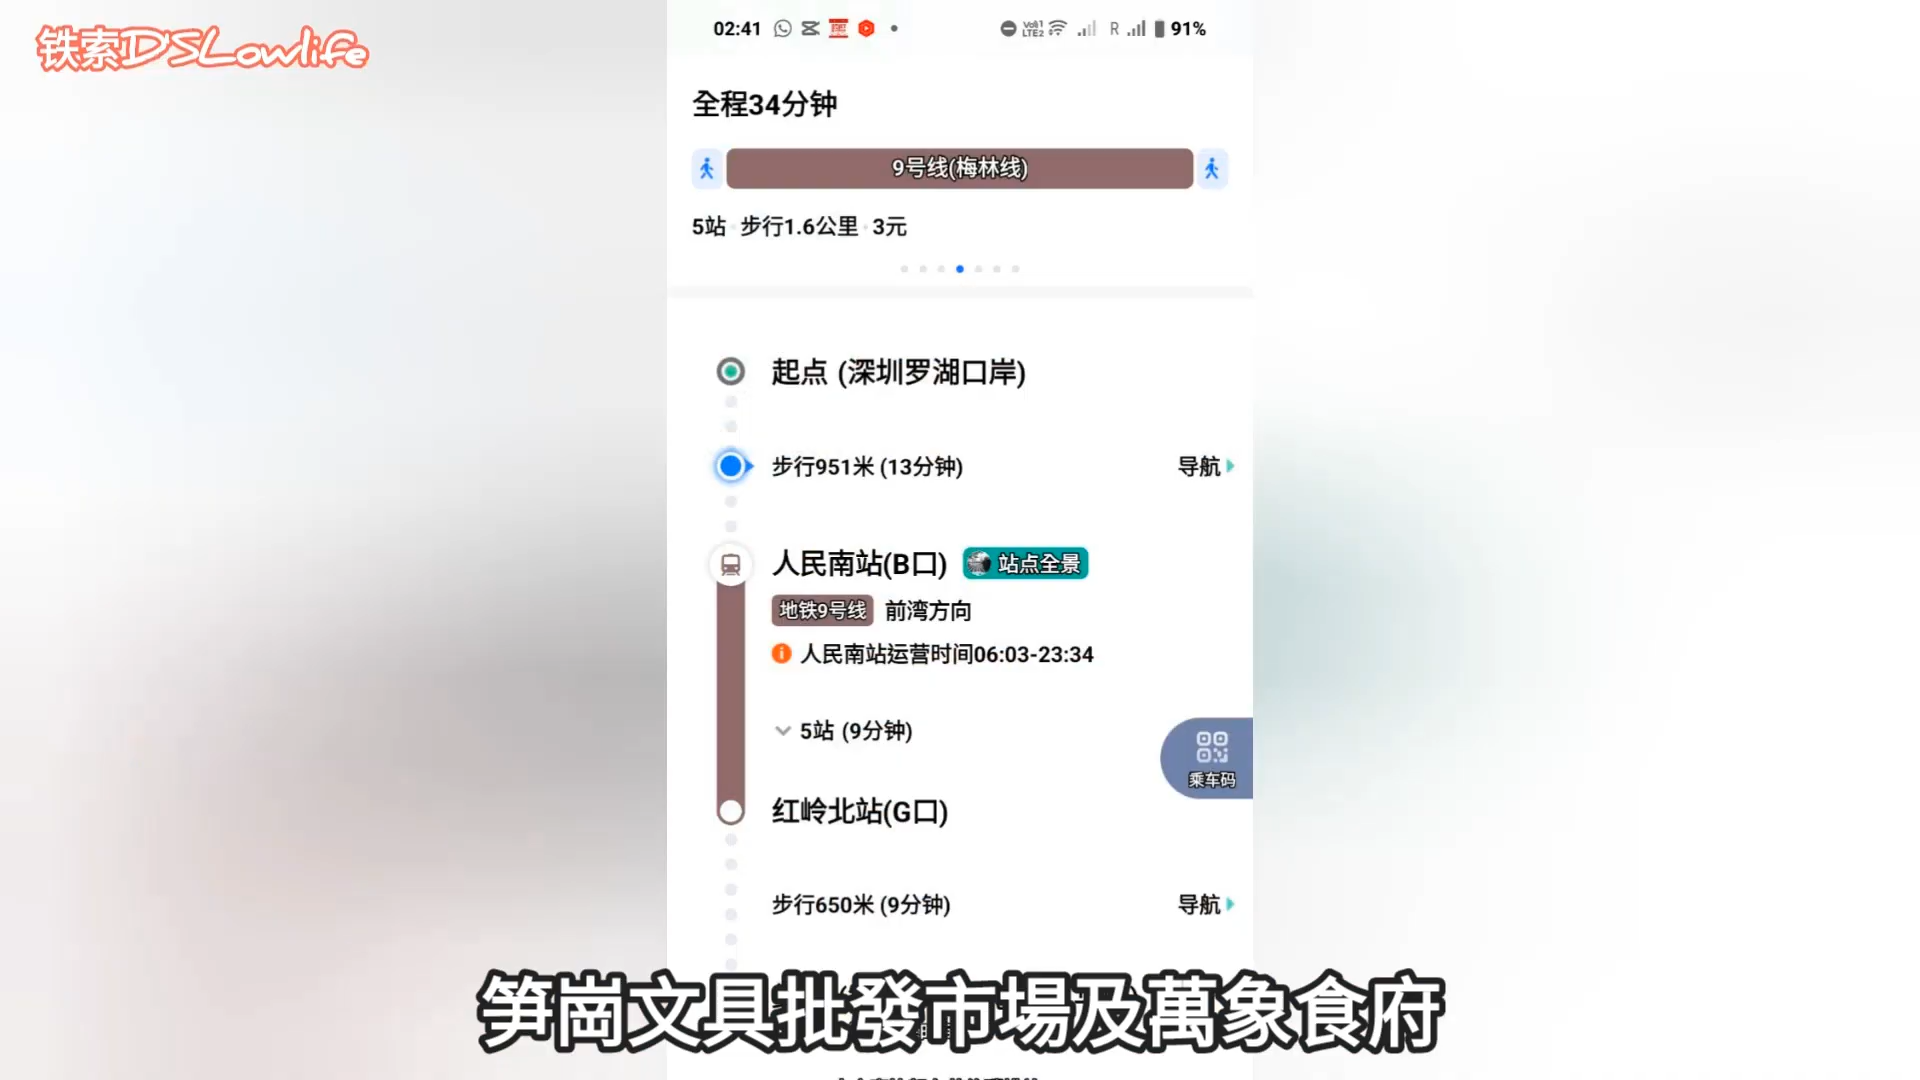 铁索DSLowlife
02:41
VoLTE1 LTE2 R 91%
全程34分钟
9号线(梅林线)
5站·步行1.6公里·3元
起点 (深圳罗湖口岸)
步行951米 (13分钟) 导航
人民南站(B口) 站点全景
地铁9号线 前湾方向
人民南站运营时间06:03-23:34
5站 (9分钟)
乘车码
红岭北站(G口)
步行650米 (9分钟) 导航
笋崗文具批發市場及萬象食府